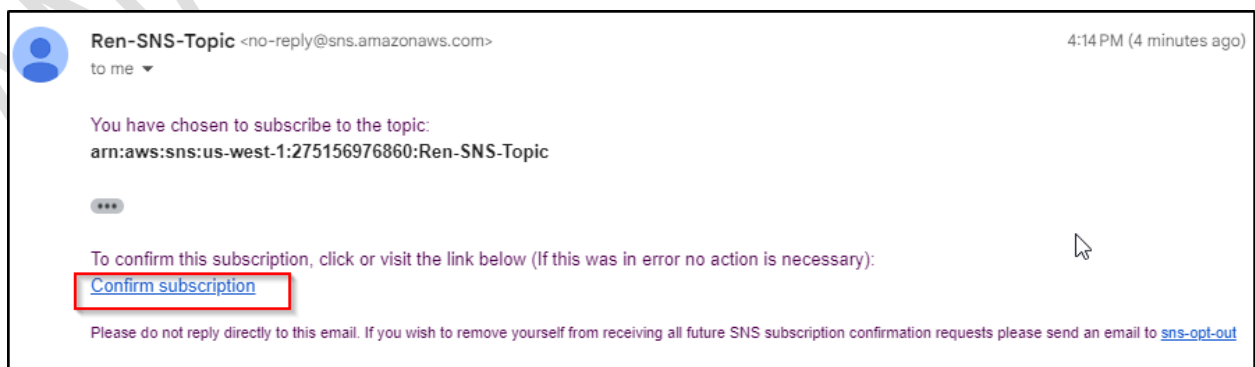 Ren-SNS-Topic <no-reply@sns.amazonaws.com> 4:14 PM (4 minutes ago)
to me
You have chosen to subscribe to the topic:
arn:aws:sns:us-west-1:275156976860:Ren-SNS-Topic
To confirm this subscription, click or visit the link below (If this was in error no action is necessary):
Confirm subscription
Please do not reply directly to this email. If you wish to remove yourself from receiving all future SNS subscription confirmation requests please send an email to sns-opt-out